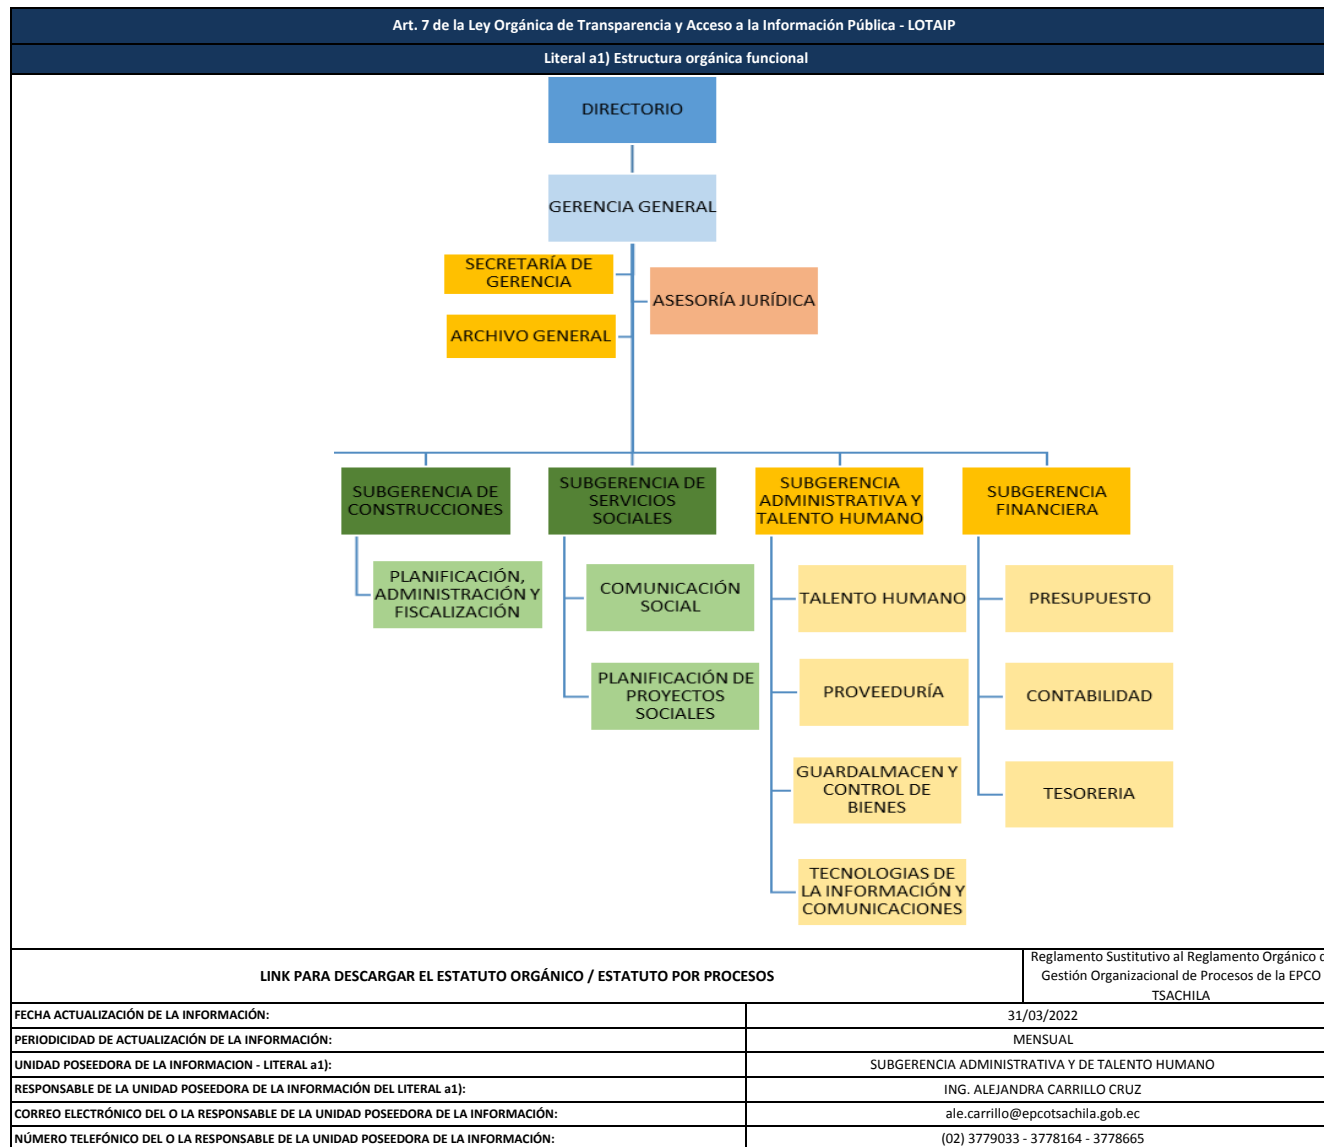 Art. 7 de la Ley Orgánica de Transparencia y Acceso a la Información Pública - LOTAIP
Literal a1) Estructura orgánica funcional
DIRECTORIO
GERENCIA GENERAL
SECRETARÍA DE
GERENCIA
ASESORÍA JURÍDICA
ARCHIVO GENERAL
SUBGERENCIA DE
CONSTRUCCIONES
SUBGERENCIA DE
SERVICIOS
SOCIALES
SUBGERENCIA
ADMINISTRATIVA Y
TALENTO HUMANO
SUBGERENCIA
FINANCIERA
PLANIFICACIÓN,
ADMINISTRACIÓN Y
FISCALIZACIÓN
COMUNICACIÓN
SOCIAL
PLANIFICACIÓN DE
PROYECTOS
SOCIALES
TALENTO HUMANO
PROVEEDURÍA
GUARDALMACEN Y
CONTROL DE
BIENES
TECNOLOGIAS DE
LA INFORMACIÓN Y
COMUNICACIONES
PRESUPUESTO
CONTABILIDAD
TESORERIA
LINK PARA DESCARGAR EL ESTATUTO ORGÁNICO / ESTATUTO POR PROCESOS
Reglamento Sustitutivo al Reglamento Orgánico
Gestión Organizacional de Procesos de la EPCO
TSACHILA
FECHA ACTUALIZACIÓN DE LA INFORMACIÓN:
31/03/2022
PERIODICIDAD DE ACTUALIZACIÓN DE LA INFORMACIÓN:
MENSUAL
UNIDAD POSEEDORA DE LA INFORMACION - LITERAL a1):
SUBGERENCIA ADMINISTRATIVA Y DE TALENTO HUMANO
RESPONSABLE DE LA UNIDAD POSEEDORA DE LA INFORMACIÓN DEL LITERAL a1):
ING. ALEJANDRA CARRILLO CRUZ
CORREO ELECTRÓNICO DEL O LA RESPONSABLE DE LA UNIDAD POSEEDORA DE LA INFORMACIÓN:
ale.carrillo@epcotsachila.gob.ec
NÚMERO TELEFÓNICO DEL O LA RESPONSABLE DE LA UNIDAD POSEEDORA DE LA INFORMACIÓN:
(02) 3779033 - 3778164 - 3778665